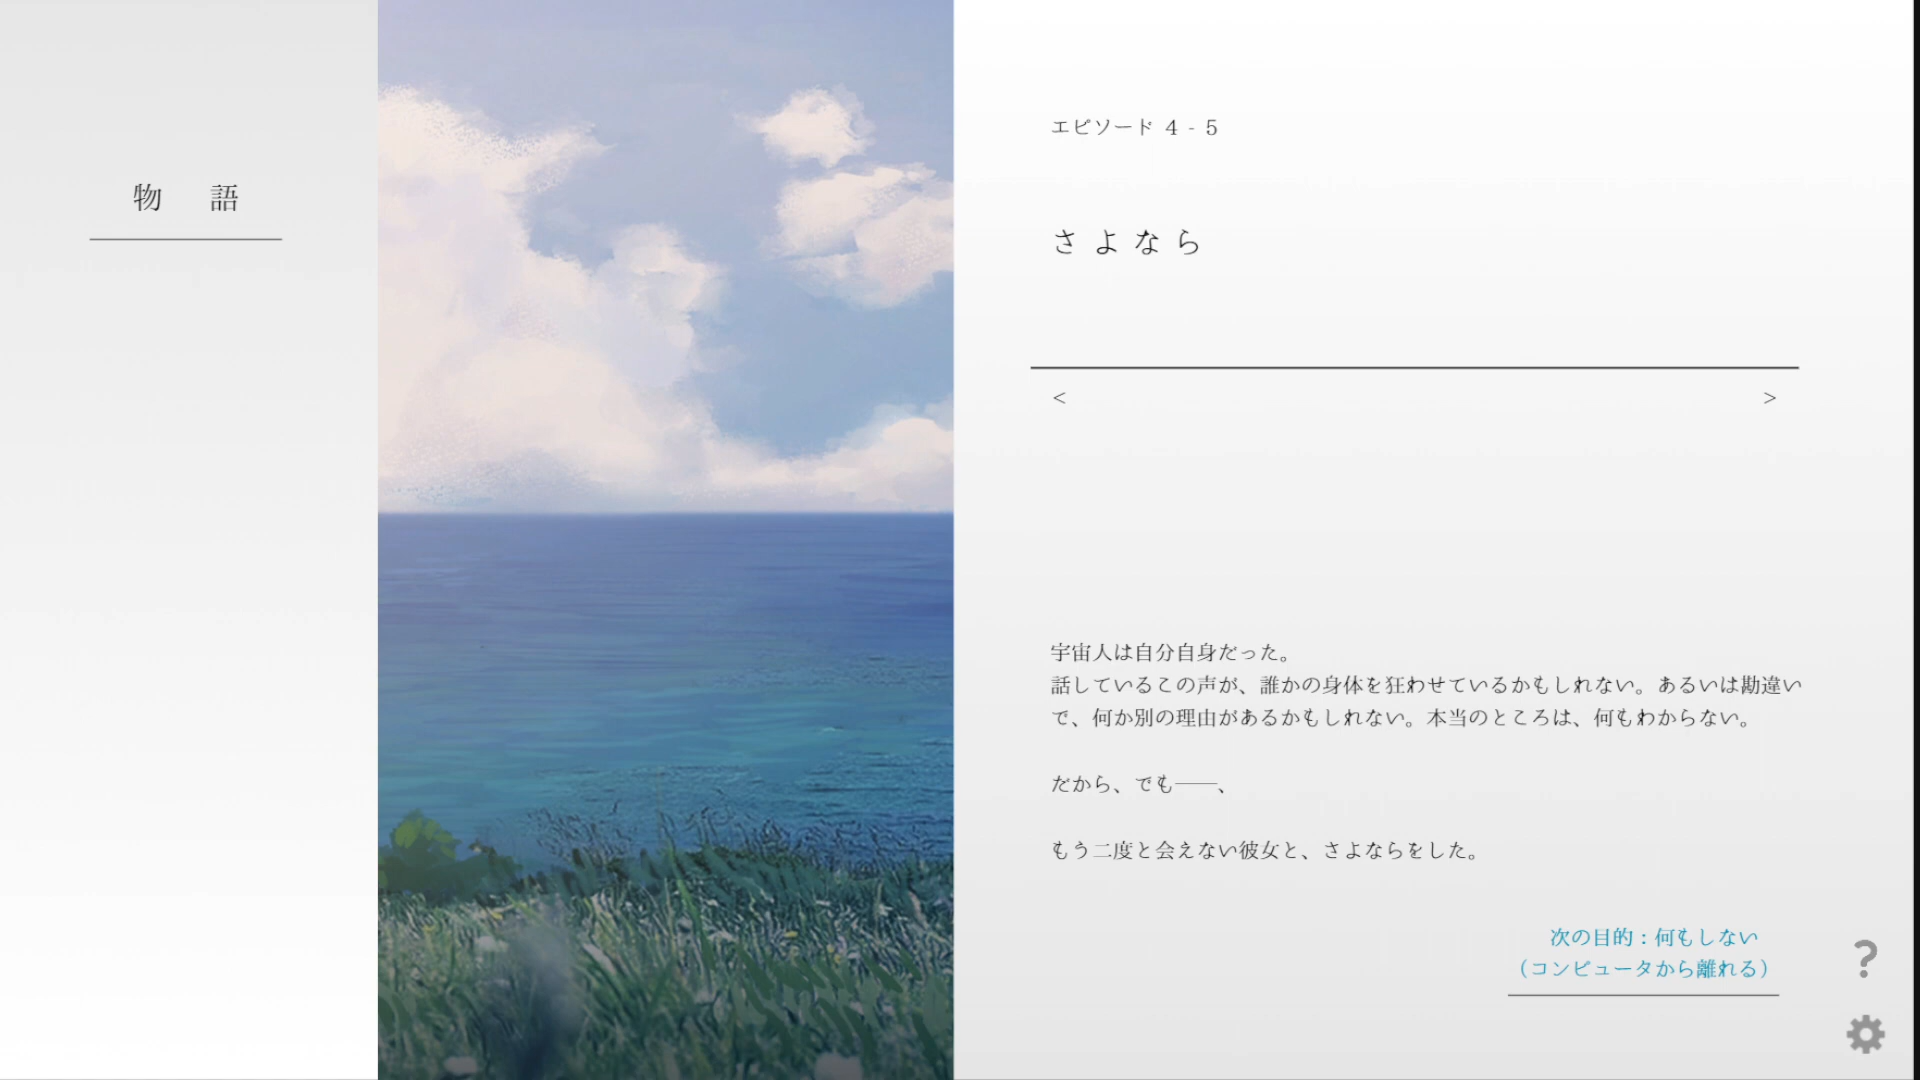 物 語
エピソード 4 - 5
さよなら
< >
宇宙人は自分自身だった。
話しているこの声が、誰かの身体を狂わせているかもしれない。あるいは勘違い
で、何か別の理由があるかもしれない。本当のところは、何もわからない。
だから、でも――、
もう二度と会えない彼女と、さよならをした。
次の目的：何もしない
（コンピュータから離れる）
?